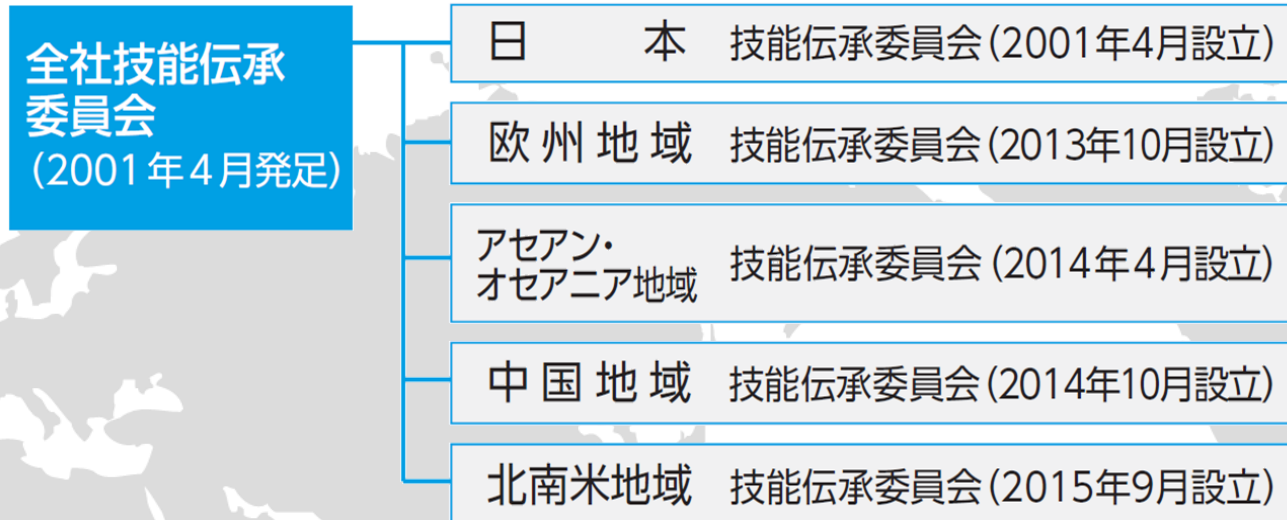 全社技能伝承
委員会
(2001年4月発足)
日本 技能伝承委員会(2001年4月設立)
欧州地域 技能伝承委員会(2013年10月設立)
アセアン・
オセアニア地域 技能伝承委員会(2014年4月設立)
中国地域 技能伝承委員会(2014年10月設立)
北南米地域 技能伝承委員会(2015年9月設立)